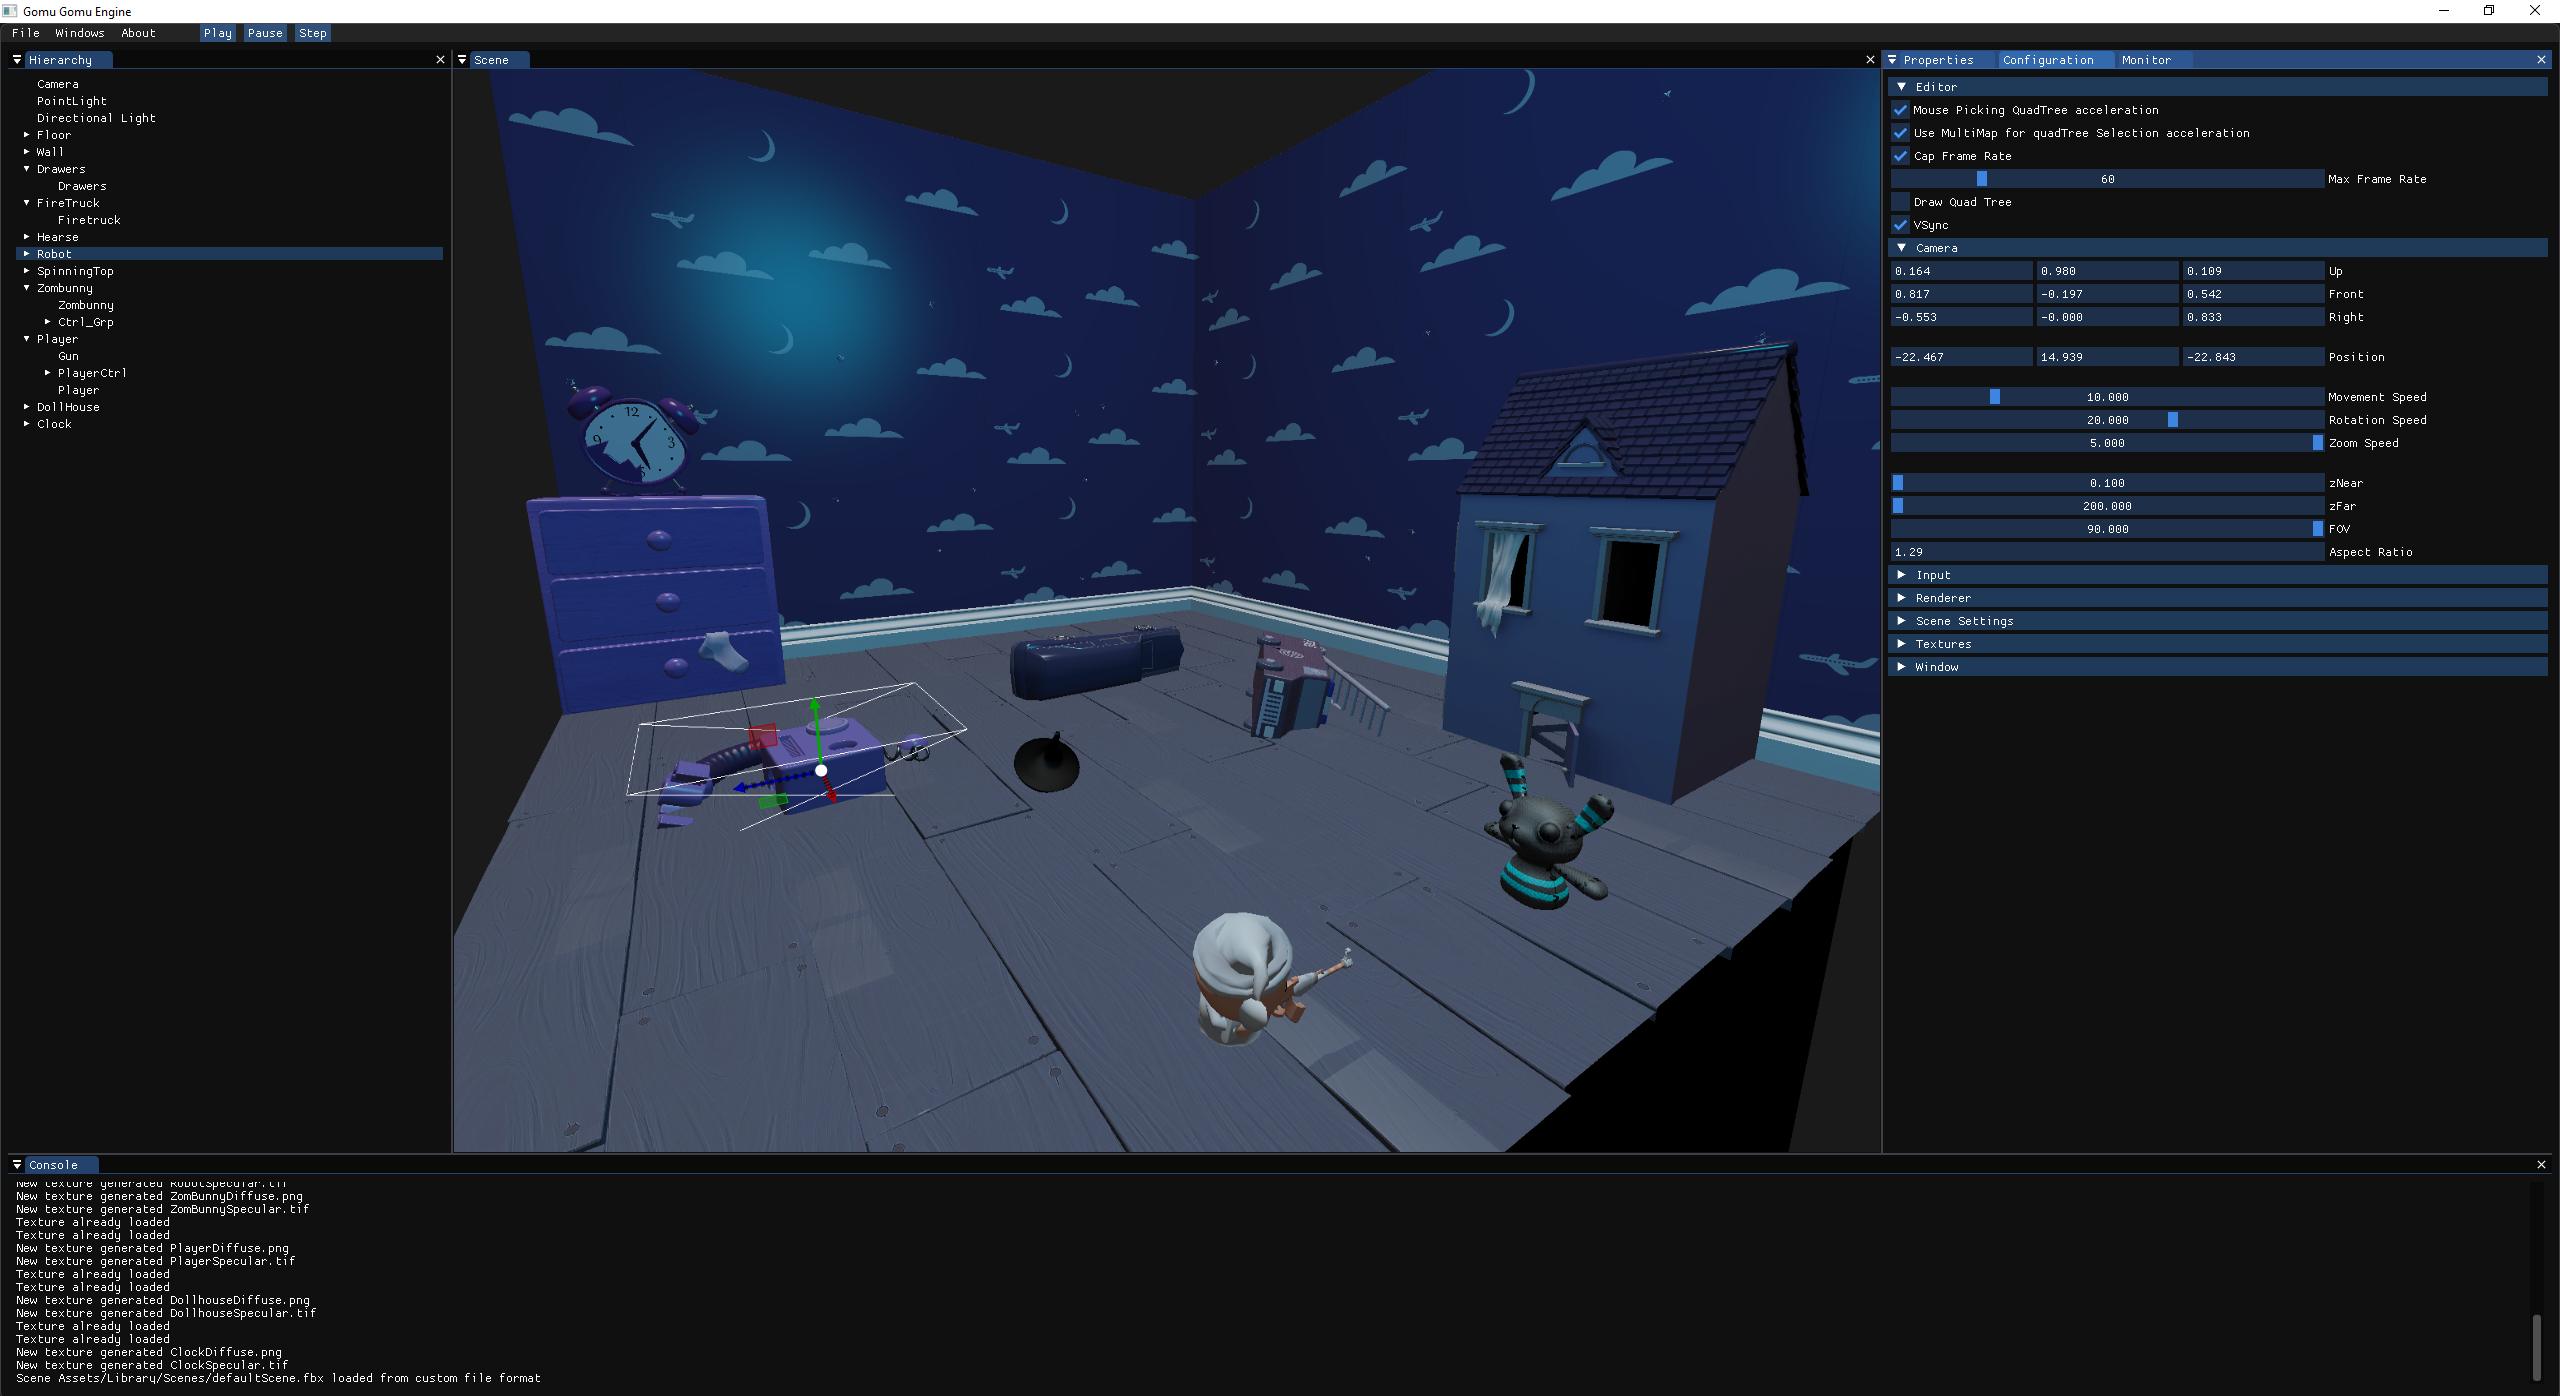 Gomu Gomu Engine
File Windows About Play Pause Step
Hierarchy
Camera
PointLight
Directional Light
Floor
Wall
Drawers
Drawers
FireTruck
Firetruck
Hearse
Robot
SpinningTop
Zombunny
Zombunny
Ctrl_Grp
Player
Gun
PlayerCtrl
Player
DollHouse
Clock
Scene
12
3
9
Properties Configuration Monitor
Editor
Mouse Picking QuadTree acceleration
Use MultiMap for quadTree Selection acceleration
Cap Frame Rate
60 Max Frame Rate
Draw Quad Tree
VSync
Camera
0.164 0.980 0.109 Up
0.817 -0.197 0.542 Front
-0.553 -0.000 0.833 Right
-22.467 14.939 -22.843 Position
10.000 Movement Speed
20.000 Rotation Speed
5.000 Zoom Speed
0.100 zNear
200.000 zFar
90.000 FOV
1.29 Aspect Ratio
Input
Renderer
Scene Settings
Textures
Window
Console
New texture generated RobotSpecular.tif
New texture generated ZomBunnyDiffuse.png
New texture generated ZomBunnySpecular.tif
Texture already loaded
Texture already loaded
New texture generated PlayerDiffuse.png
New texture generated PlayerSpecular.tif
Texture already loaded
Texture already loaded
New texture generated DollhouseDiffuse.png
New texture generated DollhouseSpecular.tif
Texture already loaded
Texture already loaded
New texture generated ClockDiffuse.png
New texture generated ClockSpecular.tif
Scene Assets/Library/Scenes/defaultScene.fbx loaded from custom file format